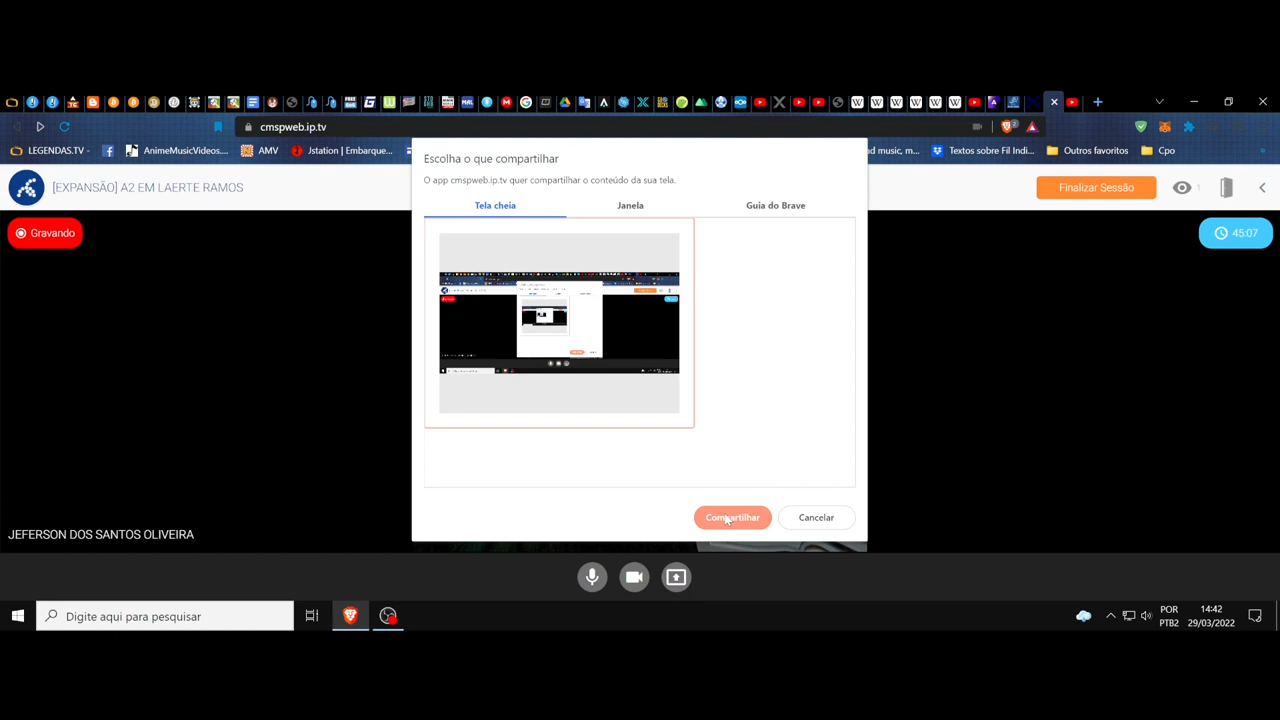 cmspweb.ip.tv
LEGENDAS.TV -
AnimeMusicVideos....
AMV
Jstation | Embarque...
nd music, m...
Textos sobre Fil Indi...
Outros favoritos
Cpo
[EXPANSÃO] A2 EM LAERTE RAMOS
Finalizar Sessão
1
Gravando
45:07
Escolha o que compartilhar
O app cmspweb.ip.tv quer compartilhar o conteúdo da sua tela.
Tela cheia
Janela
Guia do Brave
Compartilhar
Cancelar
JEFERSON DOS SANTOS OLIVEIRA
Digite aqui para pesquisar
POR
PTB2
14:42
29/03/2022